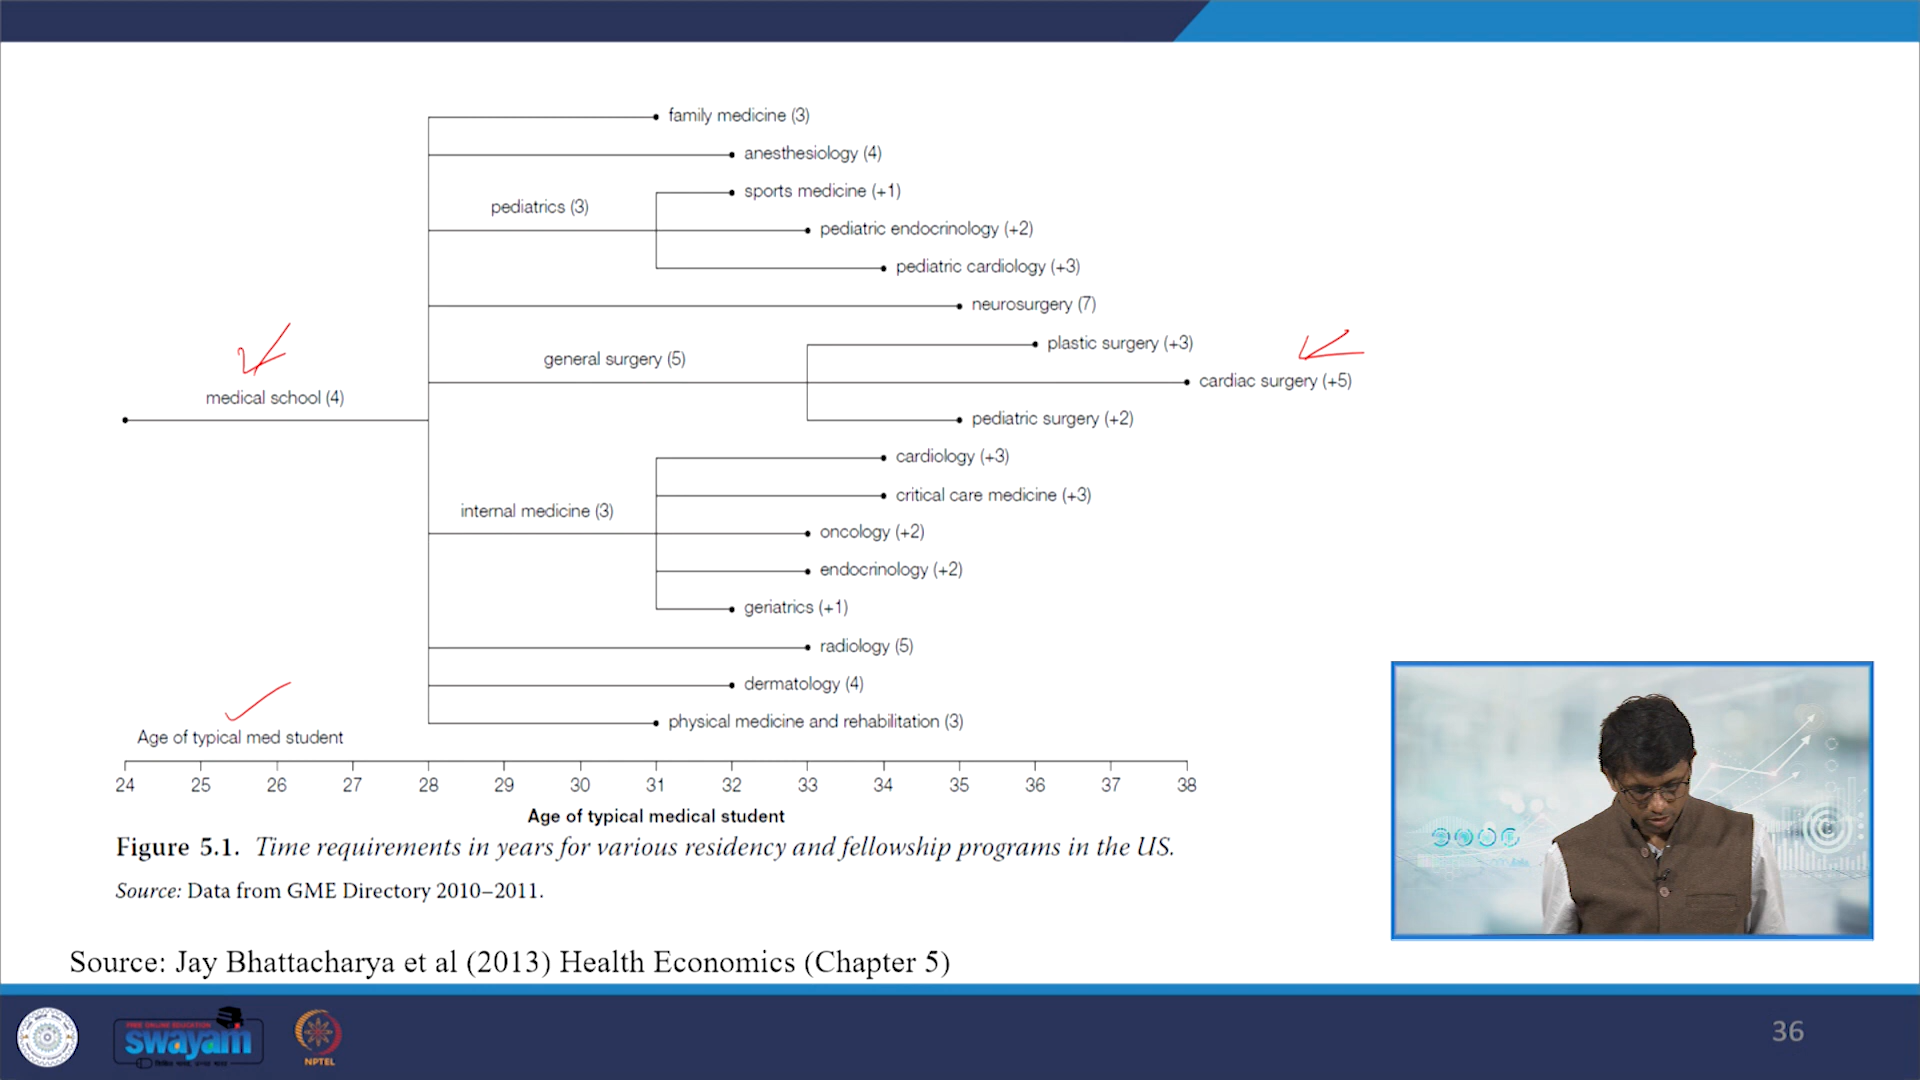 family medicine (3)
anesthesiology (4)
sports medicine (+1)
pediatrics (3)
pediatric endocrinology (+2)
pediatric cardiology (+3)
neurosurgery (7)
plastic surgery (+3)
general surgery (5)
cardiac surgery (+5)
medical school (4)
pediatric surgery (+2)
cardiology (+3)
critical care medicine (+3)
internal medicine (3)
oncology (+2)
endocrinology (+2)
geriatrics (+1)
radiology (5)
dermatology (4)
physical medicine and rehabilitation (3)
Age of typical med student
24 25 26 27 28 29 30 31 32 33 34 35 36 37 38
Age of typical medical student
Figure 5.1. Time requirements in years for various residency and fellowship programs in the US.
Source: Data from GME Directory 2010–2011.
Source: Jay Bhattacharya et al (2013) Health Economics (Chapter 5)
FREE ONLINE EDUCATION
swayam
NPTEL
36